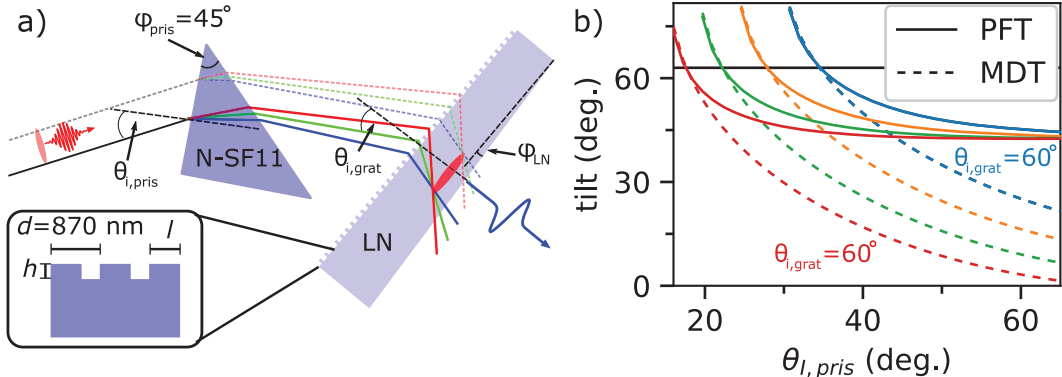 a)
φpris=45°
θi,pris
N-SF11
θi,grat
φLN
LN
d=870 nm
l
h
b)
tilt (deg.)
60
30
0
20
40
60
θI,pris (deg.)
PFT
MDT
θi,grat=60°
θi,grat=60°